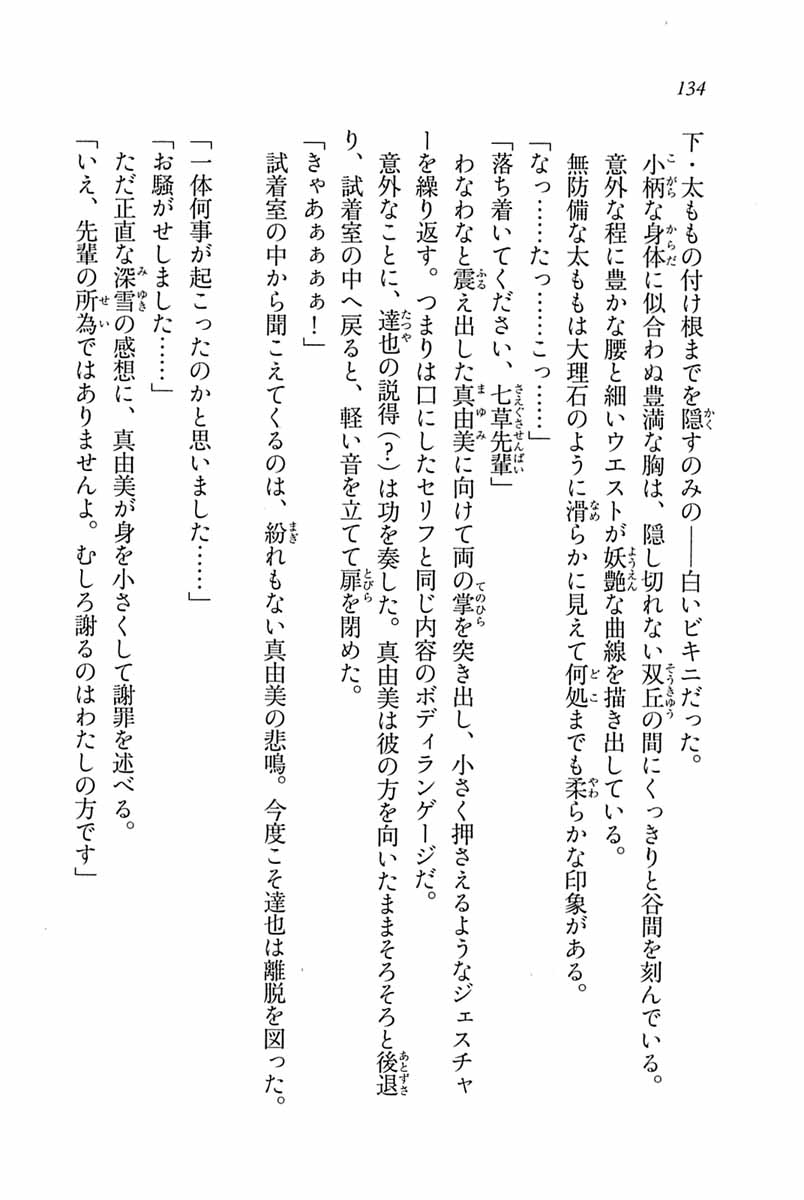 134
下・太ももの付け根までを隠すのみの――白いビキニだった。
小柄な身体に似合わぬ豊満な胸は、隠し切れない双丘の間にくっきりと谷間を刻んでいる。
意外な程に豊かな腰と細いウエストが妖艶な曲線を描き出している。
無防備な太ももは大理石のように滑らかに見えて何処までも柔らかな印象がある。
「なっ……たっ……こっ……」
「落ち着いてください、七草先輩」
わなわなと震え出した真由美に向けて両の掌を突き出し、小さく押さえるようなジェスチャ
ーを繰り返す。つまりは口にしたセリフと同じ内容のボディランゲージだ。
意外なことに、達也の説得（？）は功を奏した。真由美は彼の方を向いたままそろそろと後退
り、試着室の中へ戻ると、軽い音を立てて扉を閉めた。
「きゃあぁぁぁぁ！」
試着室の中から聞こえてくるのは、紛れもない真由美の悲鳴。今度こそ達也は離脱を図った。
「一体何事が起こったのかと思いました……」
「お騒がせしました……」
ただ正直な深雪の感想に、真由美が身を小さくして謝罪を述べる。
「いえ、先輩の所為ではありませんよ。むしろ謝るのはわたしの方です」